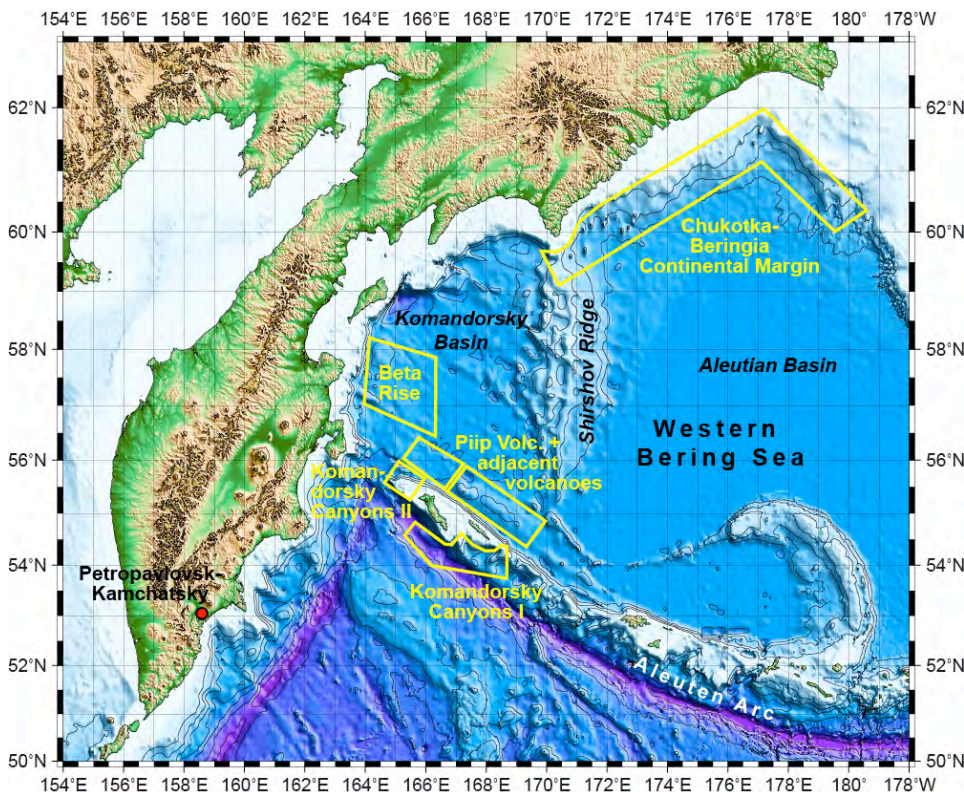 154°E 156°E 158°E 160°E 162°E 164°E 166°E 168°E 170°E 172°E 174°E 176°E 178°E 180° 178°W
62°N 62°N
Chukotka-
Beringia
Continental Margin
60°N 60°N
Komandorsky
Basin
58°N 58°N
Shirshov Ridge
Aleutian Basin
Beta
Rise
Western
Bering Sea
Piip Volc. +
adjacent
volcanoes
56°N 56°N
Koman-
dorsky
Canyons II
54°N 54°N
Petropavlovsk-
Kamchatsky
Komandorsky
Canyons I
Aleuten Arc
52°N 52°N
50°N 50°N
154°E 156°E 158°E 160°E 162°E 164°E 166°E 168°E 170°E 172°E 174°E 176°E 178°E 180° 178°W